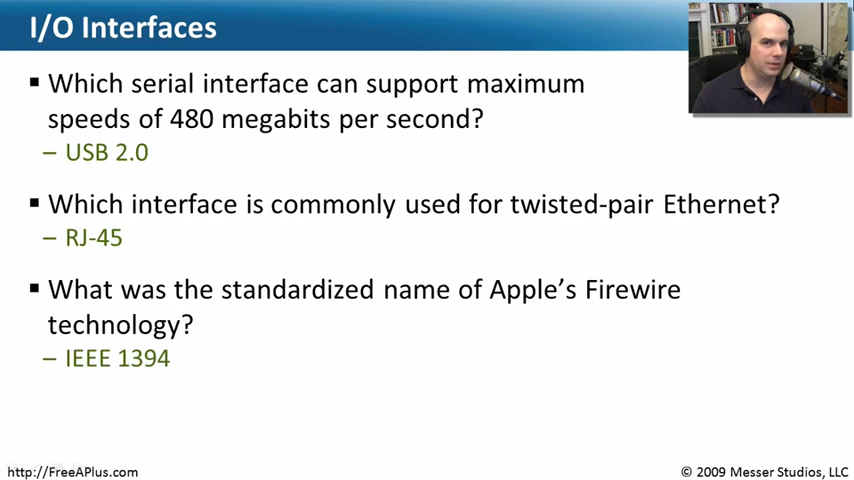 I/O Interfaces
▪ Which serial interface can support maximum
speeds of 480 megabits per second?
– USB 2.0
▪ Which interface is commonly used for twisted-pair Ethernet?
– RJ-45
▪ What was the standardized name of Apple's Firewire
technology?
– IEEE 1394
http://FreeAPlus.com
© 2009 Messer Studios, LLC